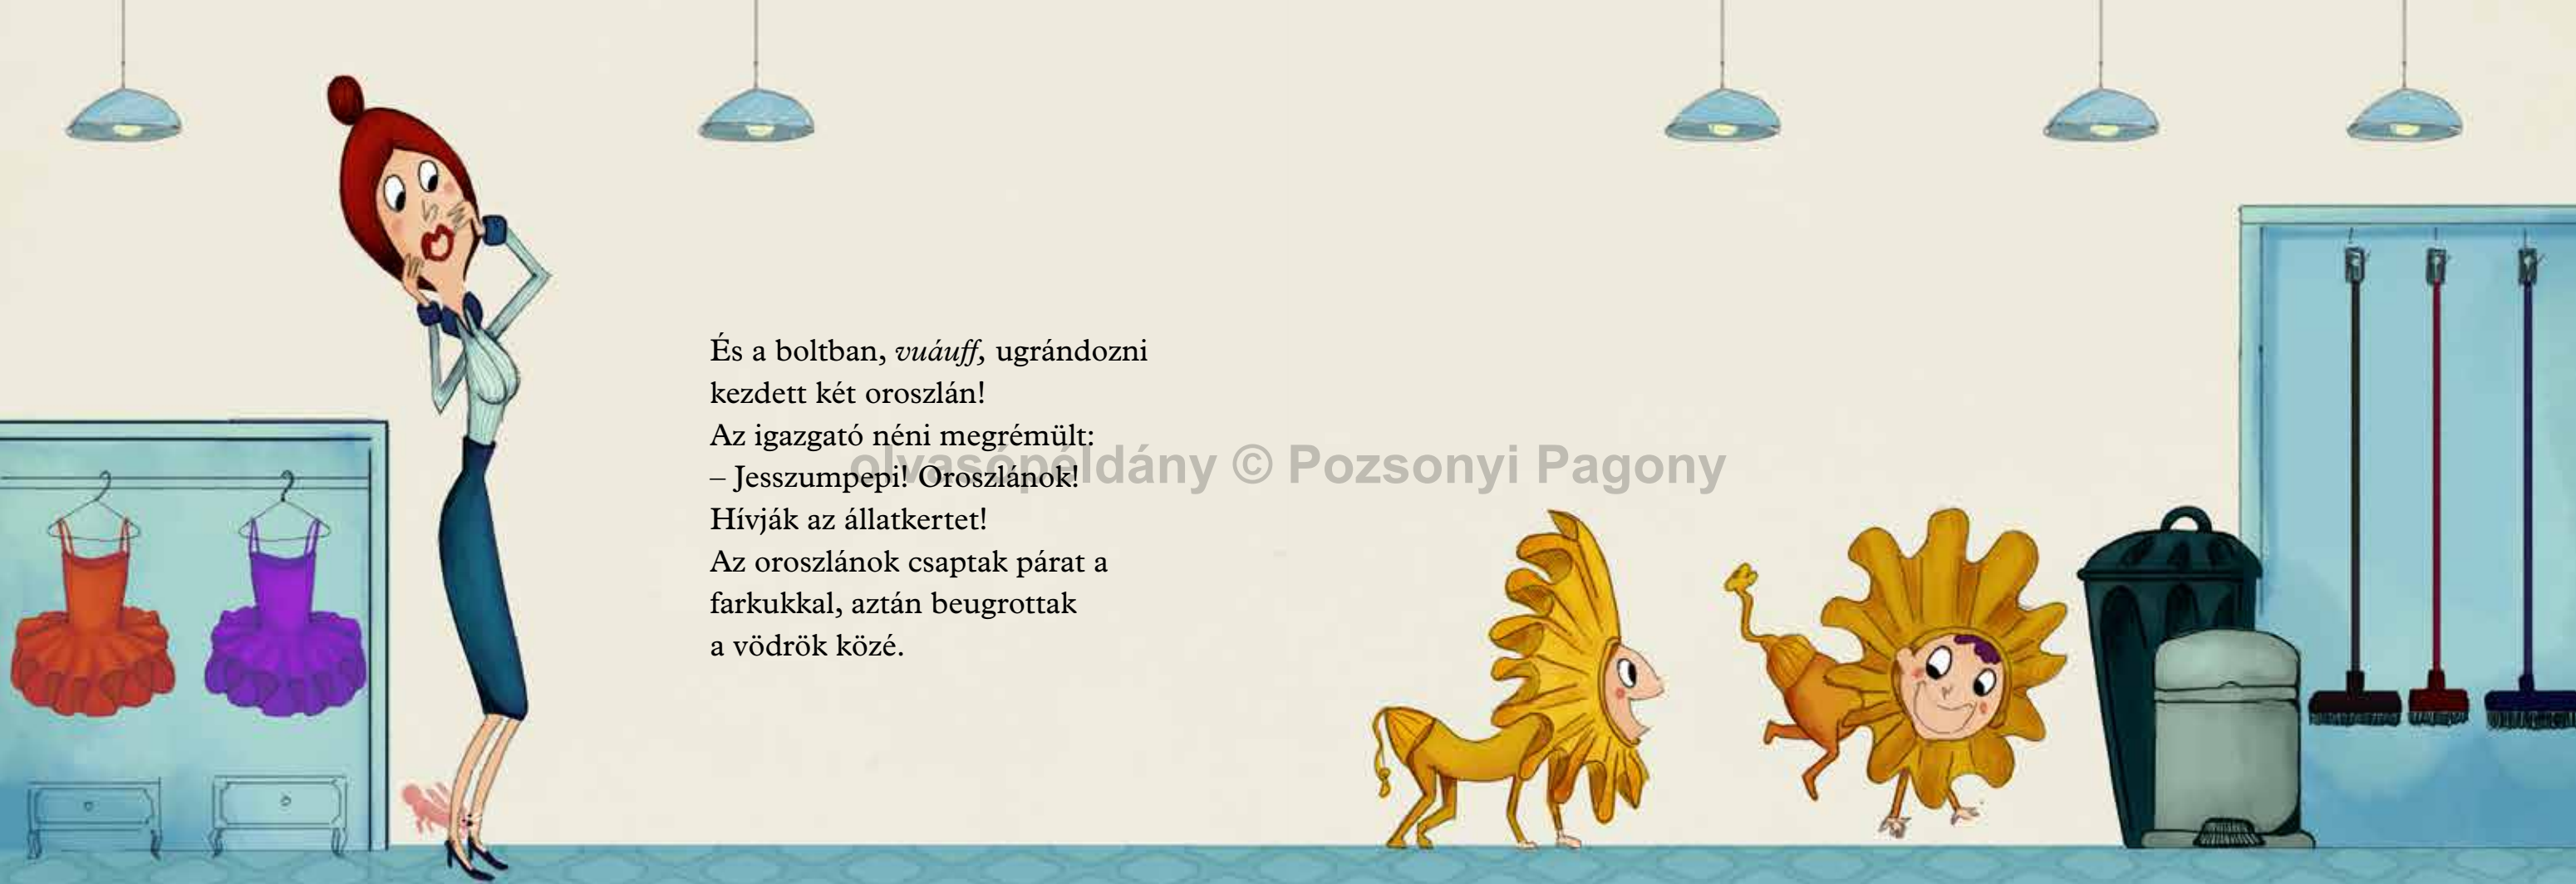 És a boltban, vuáuff, ugrándozni
kezdett két oroszlán!
Az igazgató néni megrémült:
– Jesszumpepi! Oroszlánok!
Hívják az állatkertet!
Az oroszlánok csaptak párat a
farkukkal, aztán beugrottak
a vödrök közé.
olvasópéldány © Pozsonyi Pagony